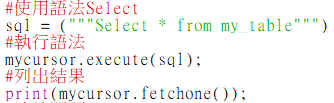 #使用語法Select
sql = ("""Select * from my_table""")
#執行語法
mycursor.execute(sql);
#列出結果
print(mycursor.fetchone());